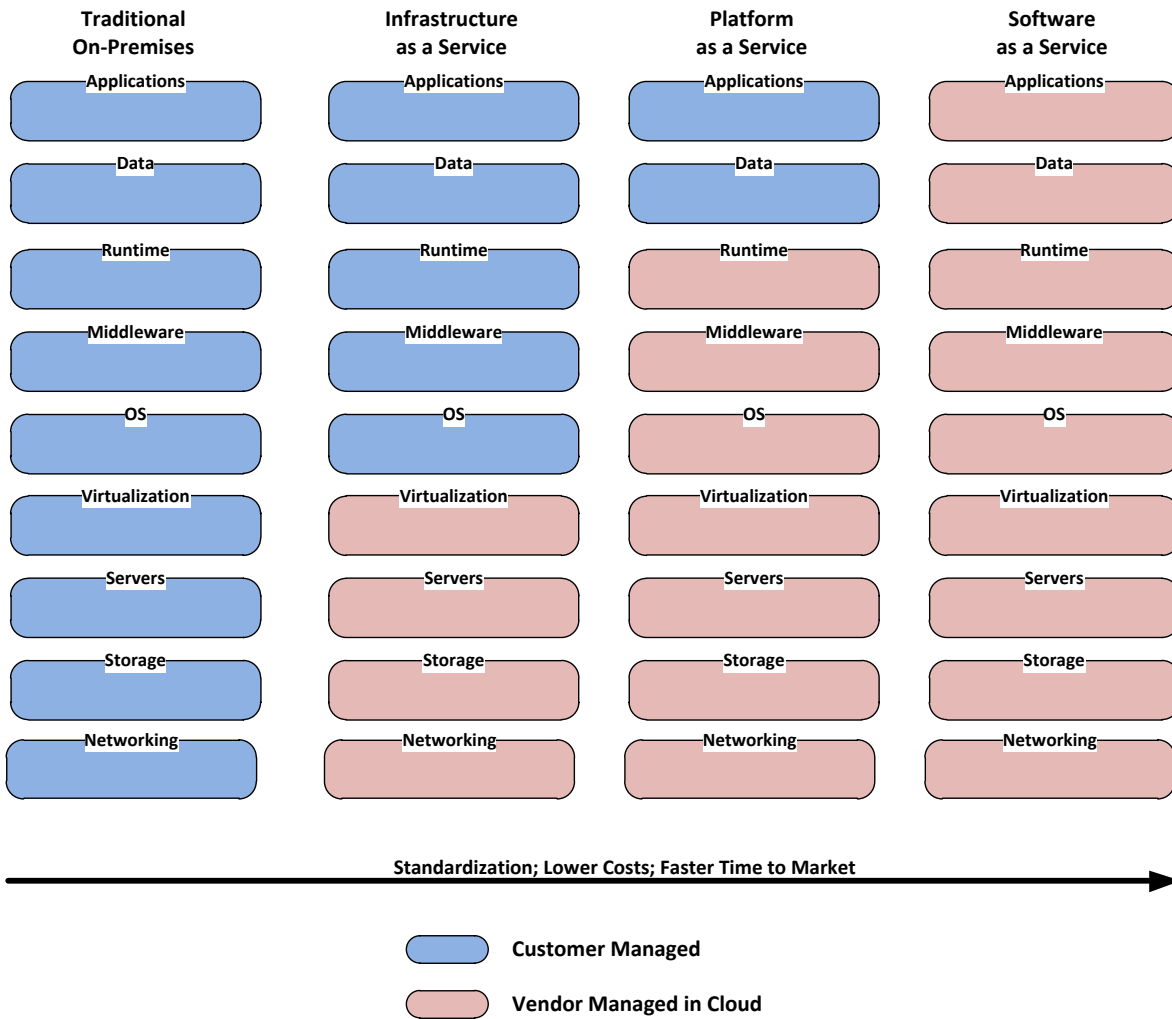 Traditional
On-Premises
Infrastructure
as a Service
Platform
as a Service
Software
as a Service
Applications
Applications
Applications
Applications
Data
Data
Data
Data
Runtime
Runtime
Runtime
Runtime
Middleware
Middleware
Middleware
Middleware
OS
OS
OS
OS
Virtualization
Virtualization
Virtualization
Virtualization
Servers
Servers
Servers
Servers
Storage
Storage
Storage
Storage
Networking
Networking
Networking
Networking
Standardization; Lower Costs; Faster Time to Market
Customer Managed
Vendor Managed in Cloud